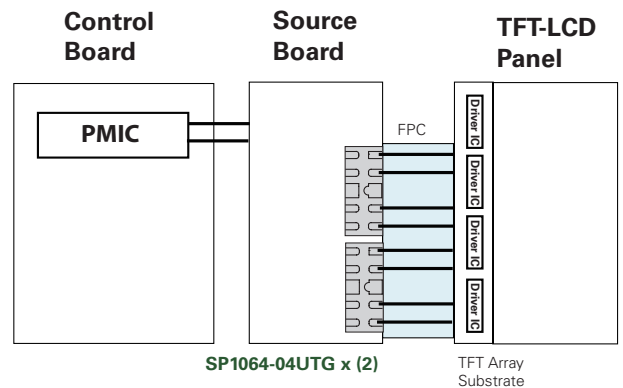 Control
Board
Source
Board
TFT-LCD
Panel
PMIC
FPC
Driver IC
Driver IC
Driver IC
Driver IC
SP1064-04UTG x (2)
TFT Array
Substrate